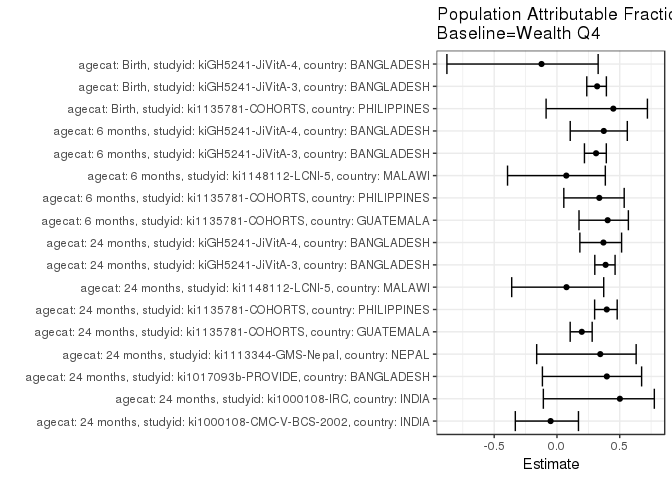 Population Attributable Fractic
Baseline=Wealth Q4
agecat: Birth, studyid: kiGH5241-JiVitA-4, country: BANGLADESH
agecat: Birth, studyid: kiGH5241-JiVitA-3, country: BANGLADESH
agecat: Birth, studyid: ki1135781-COHORTS, country: PHILIPPINES
agecat: 6 months, studyid: kiGH5241-JiVitA-4, country: BANGLADESH
agecat: 6 months, studyid: kiGH5241-JiVitA-3, country: BANGLADESH
agecat: 6 months, studyid: ki1148112-LCNI-5, country: MALAWI
agecat: 6 months, studyid: ki1135781-COHORTS, country: PHILIPPINES
agecat: 6 months, studyid: ki1135781-COHORTS, country: GUATEMALA
agecat: 24 months, studyid: kiGH5241-JiVitA-4, country: BANGLADESH
agecat: 24 months, studyid: kiGH5241-JiVitA-3, country: BANGLADESH
agecat: 24 months, studyid: ki1148112-LCNI-5, country: MALAWI
agecat: 24 months, studyid: ki1135781-COHORTS, country: PHILIPPINES
agecat: 24 months, studyid: ki1135781-COHORTS, country: GUATEMALA
agecat: 24 months, studyid: ki1113344-GMS-Nepal, country: NEPAL
agecat: 24 months, studyid: ki1017093b-PROVIDE, country: BANGLADESH
agecat: 24 months, studyid: ki1000108-IRC, country: INDIA
agecat: 24 months, studyid: ki1000108-CMC-V-BCS-2002, country: INDIA
-0.5 0.0 0.5
Estimate